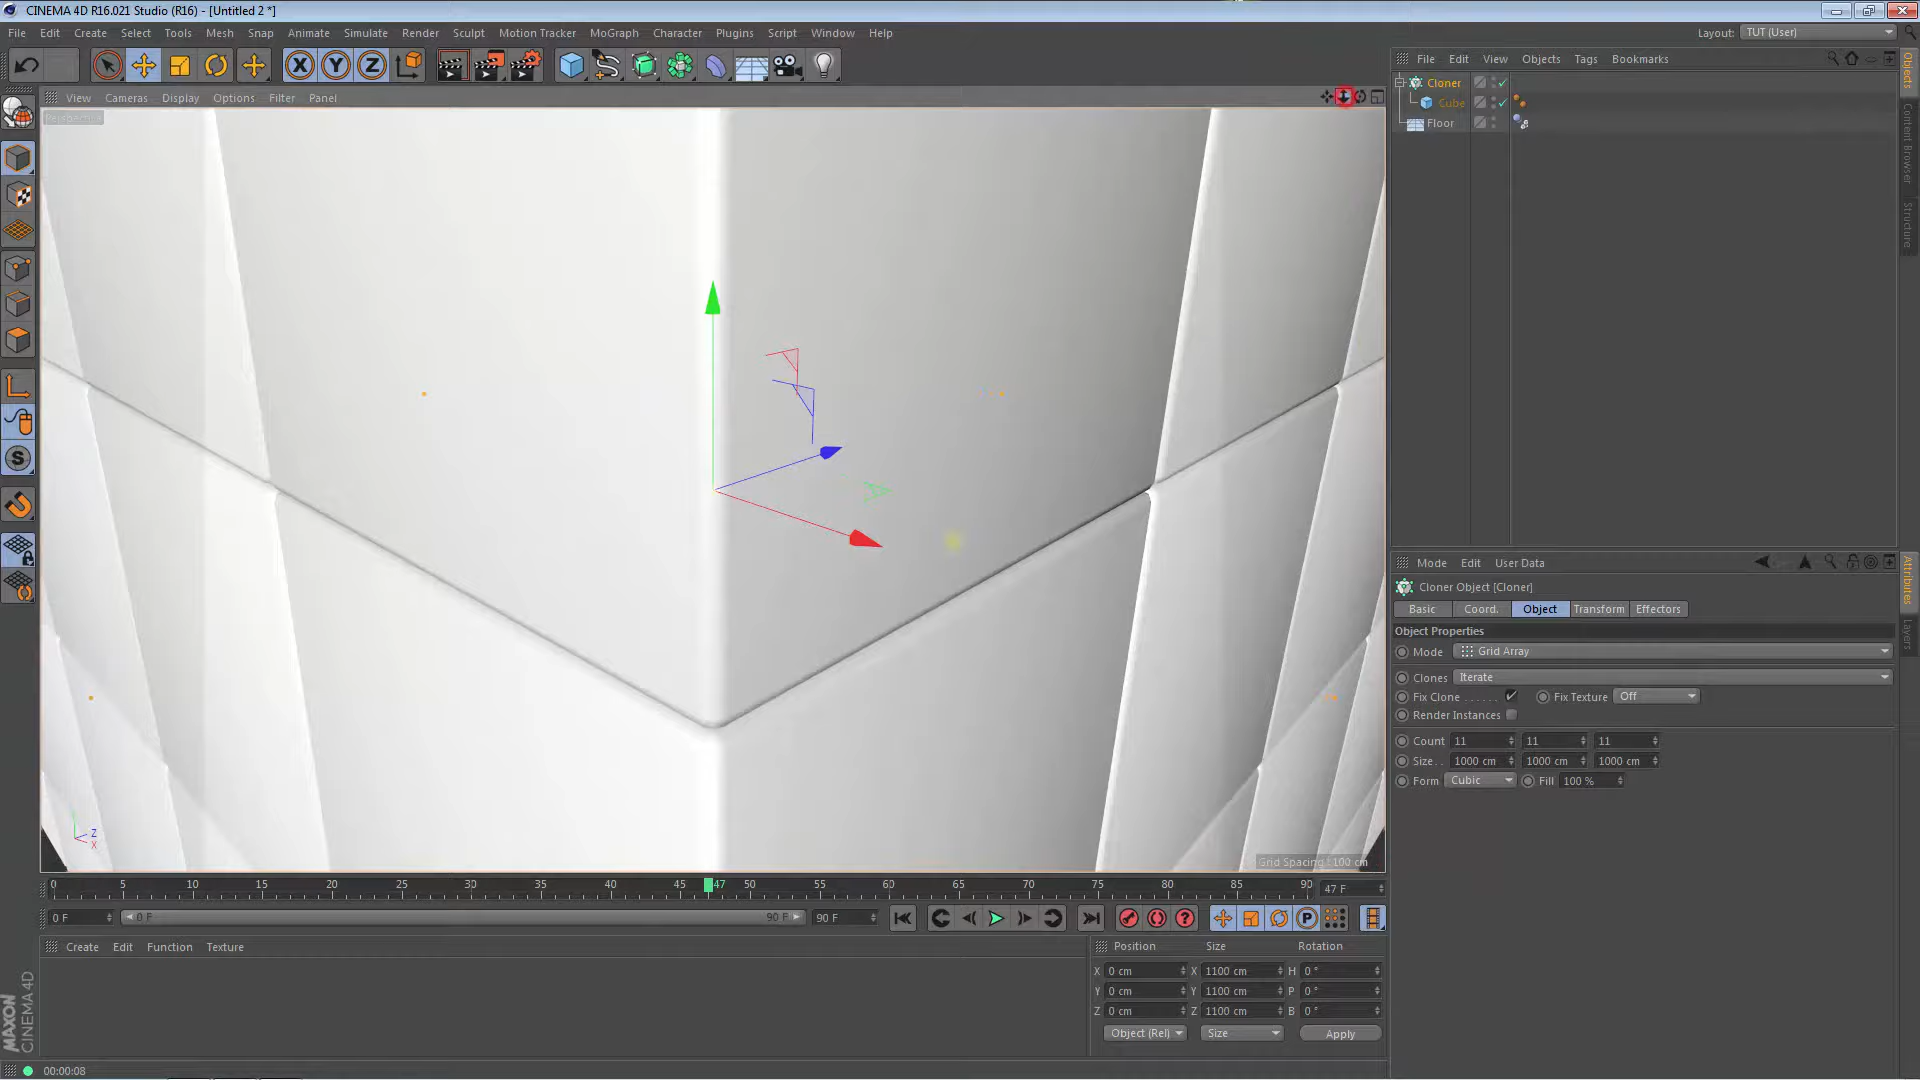 CINEMA 4D R16.021 Studio (R16) - [Untitled 2 *]
File Edit Create Select Tools Mesh Snap Animate Simulate Render Sculpt Motion Tracker MoGraph Character Plugins Script Window Help
Layout: TUT (User)
View Cameras Display Options Filter Panel
Perspective
File Edit View Objects Tags Bookmarks
Cloner
Cube
Floor
Objects
Content Browser
Structure
Mode Edit User Data
Cloner Object [Cloner]
Basic Coord. Object Transform Effectors
Object Properties
Mode Grid Array
Clones Iterate
Fix Clone . . . . . . Fix Texture Off
Render Instances
Count 11 11 11
Size . . 1000 cm 1000 cm 1000 cm
Form Cubic Fill 100 %
Attributes
Layers
Z
X
Grid Spacing : 100 cm
0 5 10 15 20 25 30 35 40 45 47 50 55 60 65 70 75 80 85 90 47 F
0 F 0 F 90 F 90 F
Create Edit Function Texture
Position Size Rotation
X 0 cm X 1100 cm H 0 °
Y 0 cm Y 1100 cm P 0 °
Z 0 cm Z 1100 cm B 0 °
Object (Rel) Size Apply
MAXON
CINEMA 4D
00:00:08